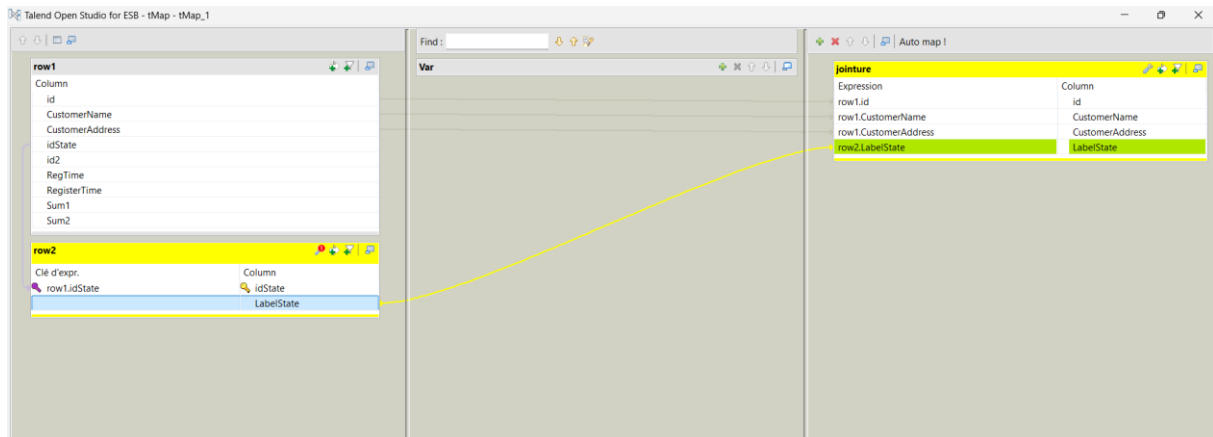 Talend Open Studio for ESB - tMap - tMap_1
Find :
Auto map !
row1
Column
id
CustomerName
CustomerAddress
idState
id2
RegTime
RegisterTime
Sum1
Sum2
row2
Clé d'expr. Column
row1.idState idState
LabelState
Var
jointure
Expression Column
row1.id id
row1.CustomerName CustomerName
row1.CustomerAddress CustomerAddress
row2.LabelState LabelState